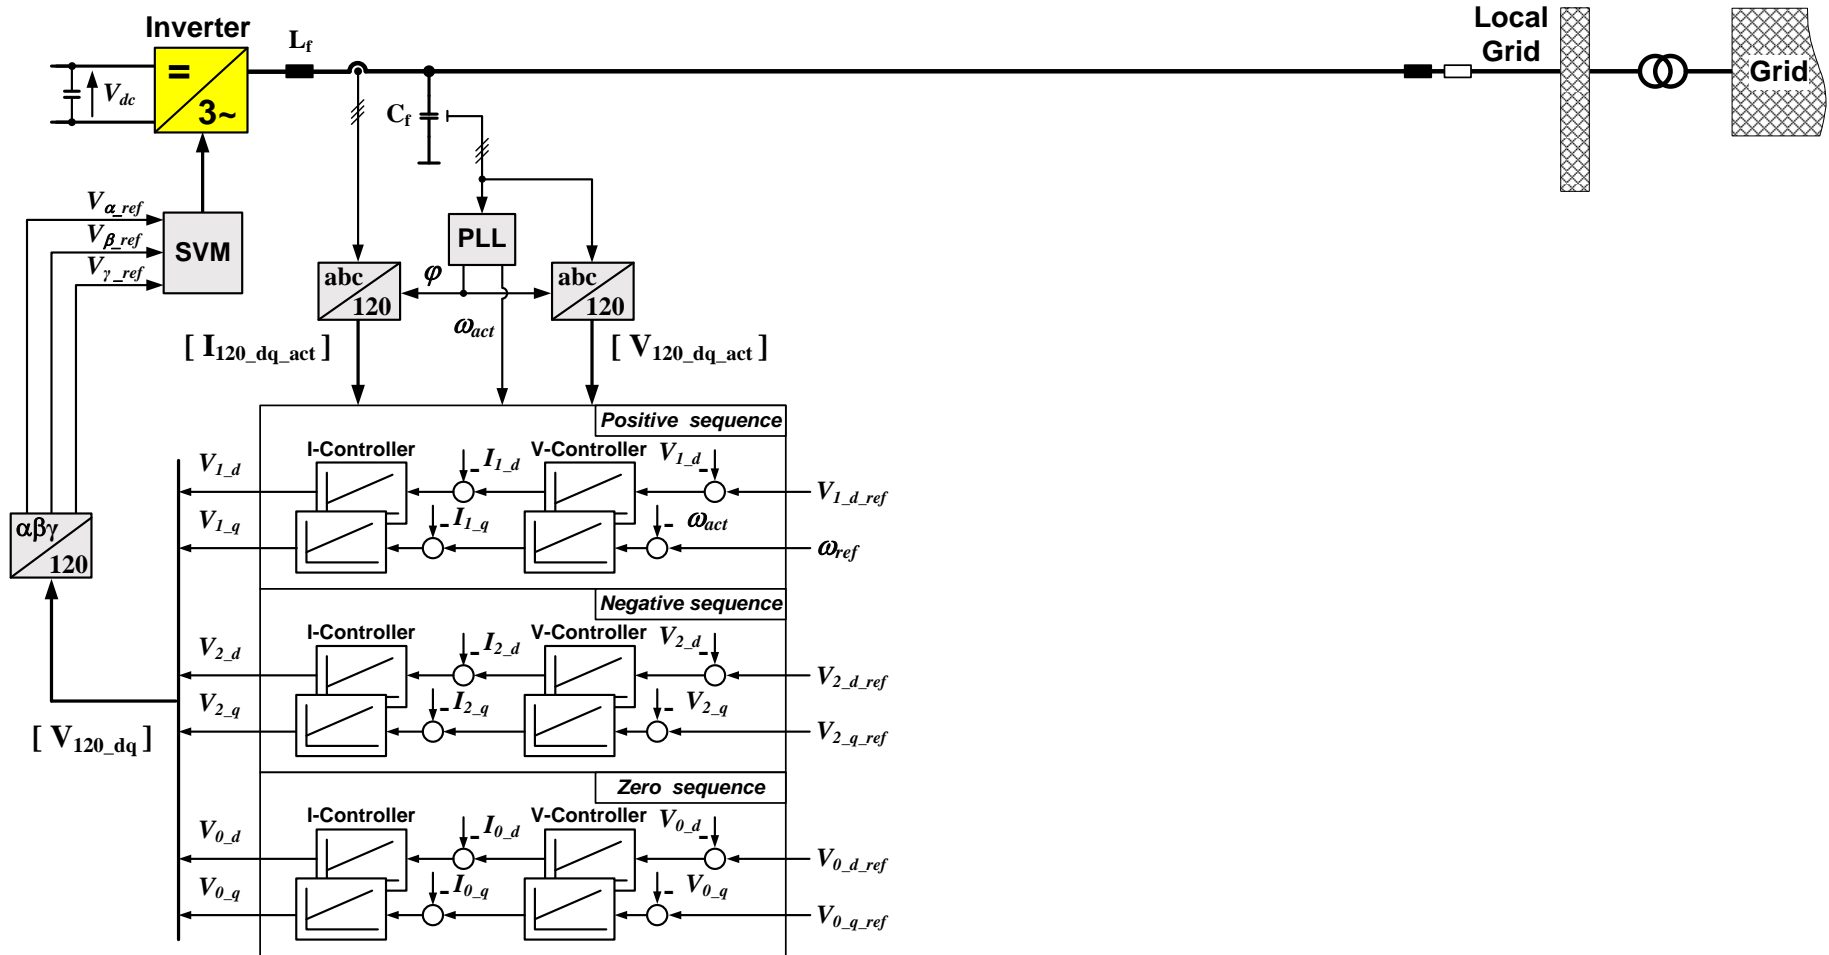 Inverter
L_f
Local
Grid
Grid
=
3~
V_dc
C_f
V_α_ref
V_β_ref
V_γ_ref
SVM
PLL
φ
abc
120
abc
120
ω_act
[ I_120_dq_act ]
[ V_120_dq_act ]
Positive sequence
I-Controller
V-Controller
V_1_d
- I_1_d
V_1_d -
V_1_d_ref
V_1_q
- I_1_q
- ω_act
ω_ref
αβγ
120
Negative sequence
I-Controller
V-Controller
V_2_d
- I_2_d
V_2_d -
V_2_d_ref
V_2_q
- I_2_q
- V_2_q
V_2_q_ref
[ V_120_dq ]
Zero sequence
I-Controller
V-Controller
V_0_d
- I_0_d
V_0_d -
V_0_d_ref
V_0_q
- I_0_q
- V_0_q
V_0_q_ref